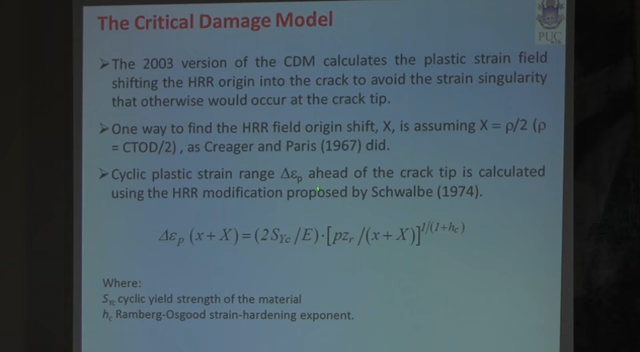 The Critical Damage Model
PUC
➢The 2003 version of the CDM calculates the plastic strain field
shifting the HRR origin into the crack to avoid the strain singularity
that otherwise would occur at the crack tip.
➢One way to find the HRR field origin shift, X, is assuming X = ρ/2 (ρ
= CTOD/2) , as Creager and Paris (1967) did.
➢Cyclic plastic strain range Δεp ahead of the crack tip is calculated
using the HRR modification proposed by Schwalbe (1974).
Δεp (x+X)=(2SYc/E)·[pzr/(x+X)]^1/(1+hc)
Where:
SYc cyclic yield strength of the material
hc Ramberg-Osgood strain-hardening exponent.